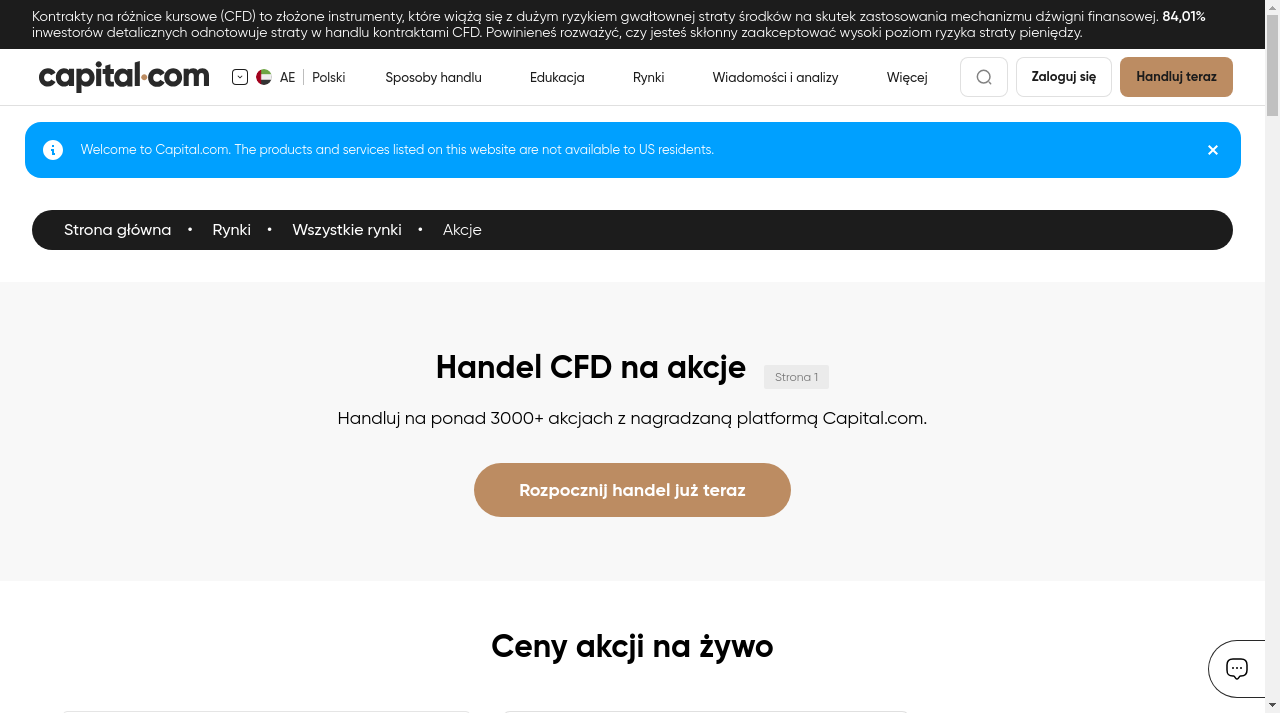 Kontrakty na różnice kursowe (CFD) to złożone instrumenty, które wiążą się z dużym ryzykiem gwałtownej straty środków na skutek zastosowania mechanizmu dźwigni finansowej. 84,01%
inwestorów detalicznych odnotowuje straty w handlu kontraktami CFD. Powinieneś rozważyć, czy jesteś skłonny zaakceptować wysoki poziom ryzyka straty pieniędzy.
capital.com AE Polski Sposoby handlu Edukacja Rynki Wiadomości i analizy Więcej Zaloguj się Handluj teraz
Welcome to Capital.com. The products and services listed on this website are not available to US residents.
Strona główna • Rynki • Wszystkie rynki • Akcje
Handel CFD na akcje Strona 1
Handluj na ponad 3000+ akcjach z nagradzaną platformą Capital.com.
Rozpocznij handel już teraz
Ceny akcji na żywo